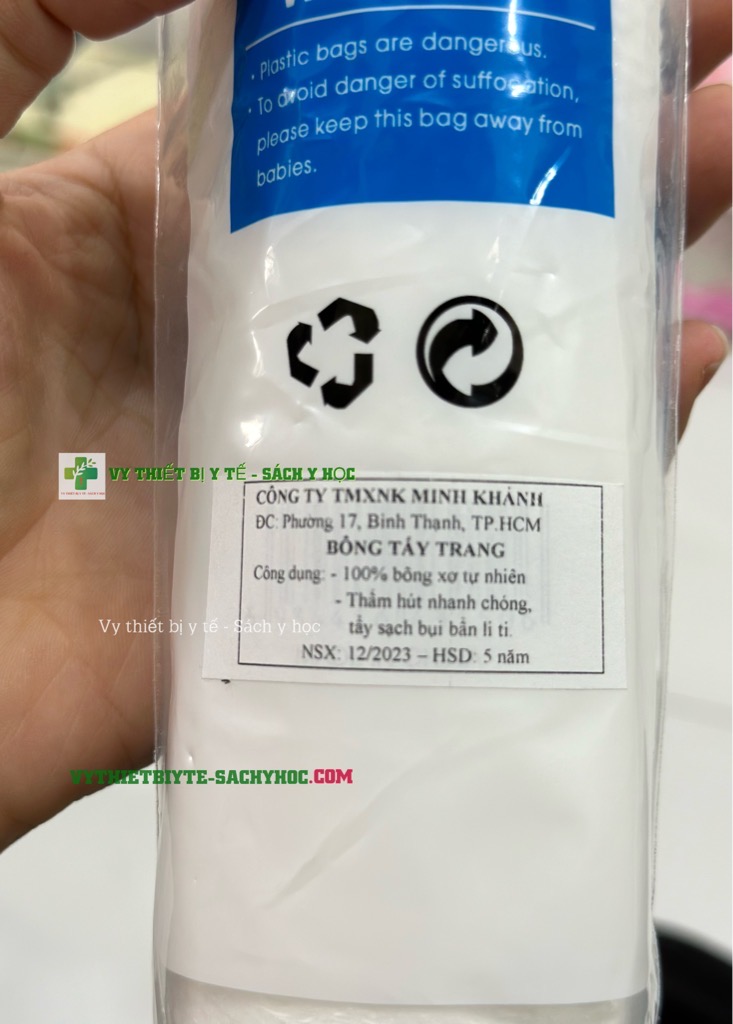 • Plastic bags are dangerous.
• To avoid danger of suffocation,
please keep this bag away from
babies.
VY THIẾT BỊ Y TẾ - SÁCH Y HỌC
CÔNG TY TMXNK MINH KHÁNH
ĐC: Phường 17, Bình Thạnh, TP.HCM
BÔNG TẨY TRANG
Công dụng: - 100% bông xơ tự nhiên
- Thấm hút nhanh chóng,
tẩy sạch bụi bẩn li ti.
Vy thiết bị y tế - Sách y học
NSX: 12/2023 – HSD: 5 năm
VYTHIETBIYTE-SACHYHOC.COM